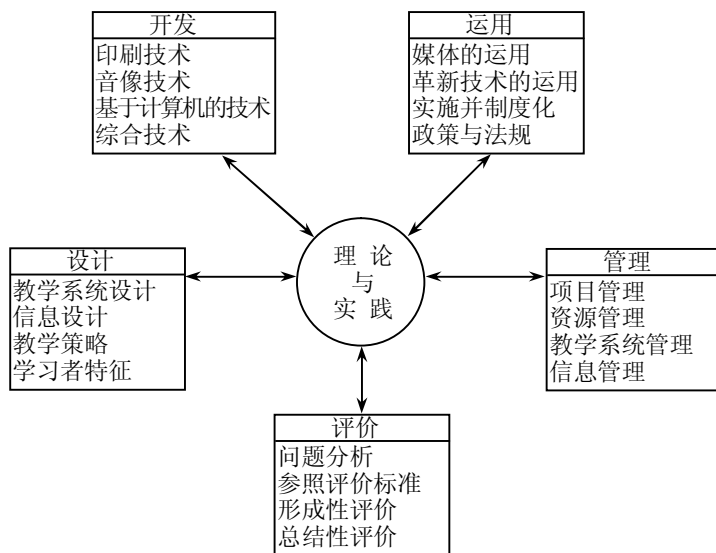 开发
印刷技术
音像技术
基于计算机的技术
综合技术
运用
媒体的运用
革新技术的运用
实施并制度化
政策与法规
理 论
与
实 践
设计
教学系统设计
信息设计
教学策略
学习者特征
管理
项目管理
资源管理
教学系统管理
信息管理
评价
问题分析
参照评价标准
形成性评价
总结性评价